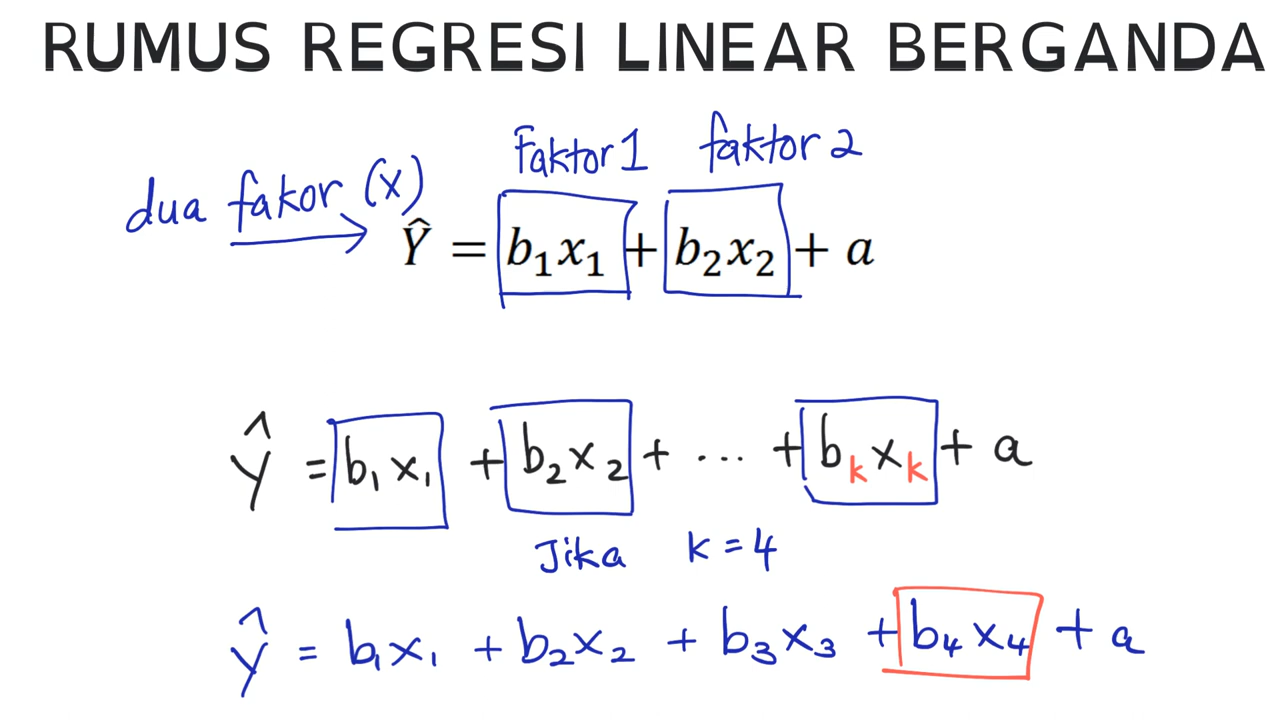 RUMUS REGRESI LINEAR BERGANDA
Faktor 1 faktor 2
dua fakor (x)
Ŷ = b₁x₁ + b₂x₂ + a
Ŷ = b₁x₁ + b₂x₂ + ... + bₖxₖ + a
Jika k = 4
Ŷ = b₁x₁ + b₂x₂ + b₃x₃ + b₄x₄ + a